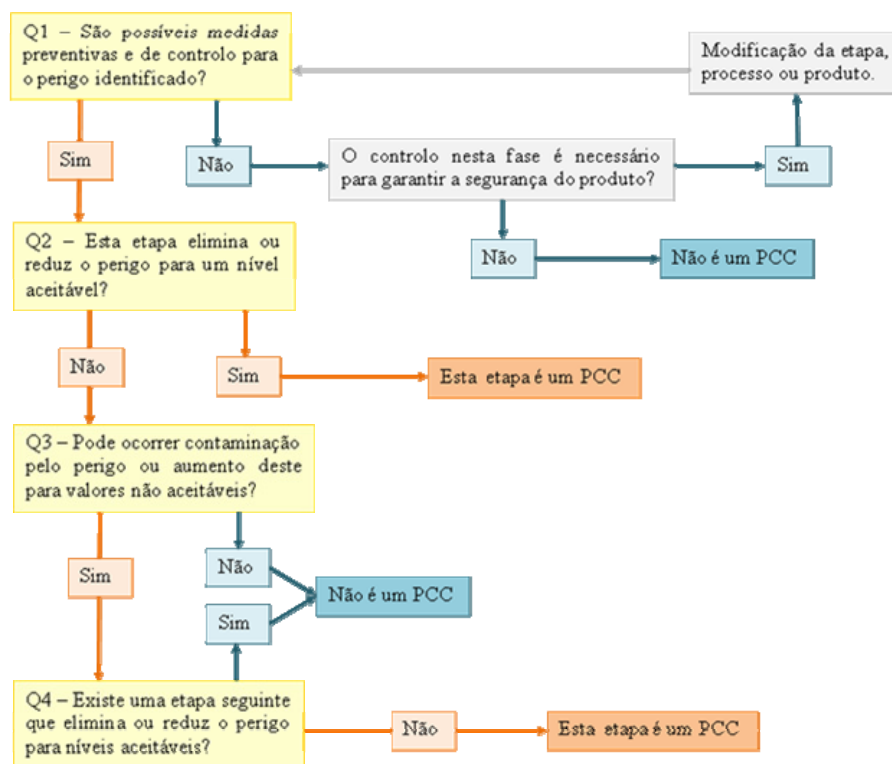 Q1 – São possíveis medidas
preventivas e de controlo para
o perigo identificado?
Modificação da etapa,
processo ou produto.
Sim
Não
O controlo nesta fase é necessário
para garantir a segurança do produto?
Sim
Q2 – Esta etapa elimina ou
reduz o perigo para um nível
aceitável?
Não
Não é um PCC
Não
Sim
Esta etapa é um PCC
Q3 – Pode ocorrer contaminação
pelo perigo ou aumento deste
para valores não aceitáveis?
Sim
Não
Não é um PCC
Sim
Q4 – Existe uma etapa seguinte
que elimina ou reduz o perigo
para níveis aceitáveis?
Não
Esta etapa é um PCC